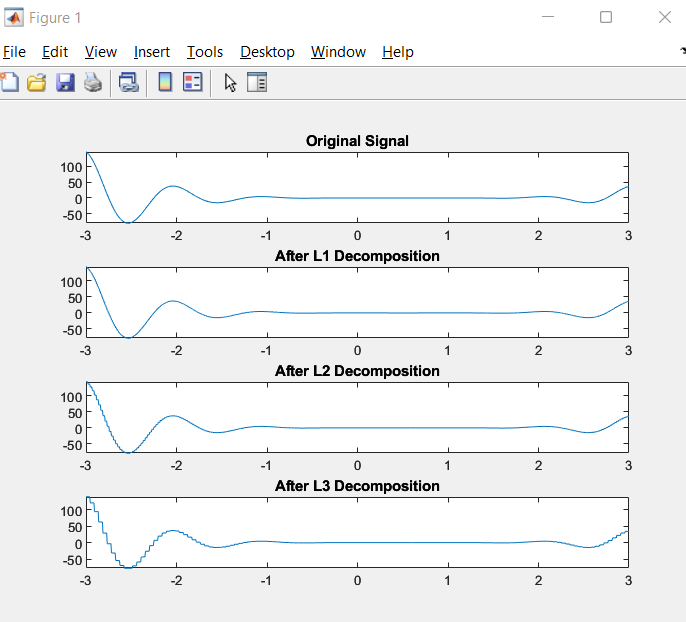 Figure 1
File Edit View Insert Tools Desktop Window Help
Original Signal
100
50
0
-50
-3 -2 -1 0 1 2 3
After L1 Decomposition
100
50
0
-50
-3 -2 -1 0 1 2 3
After L2 Decomposition
100
50
0
-50
-3 -2 -1 0 1 2 3
After L3 Decomposition
100
50
0
-50
-3 -2 -1 0 1 2 3